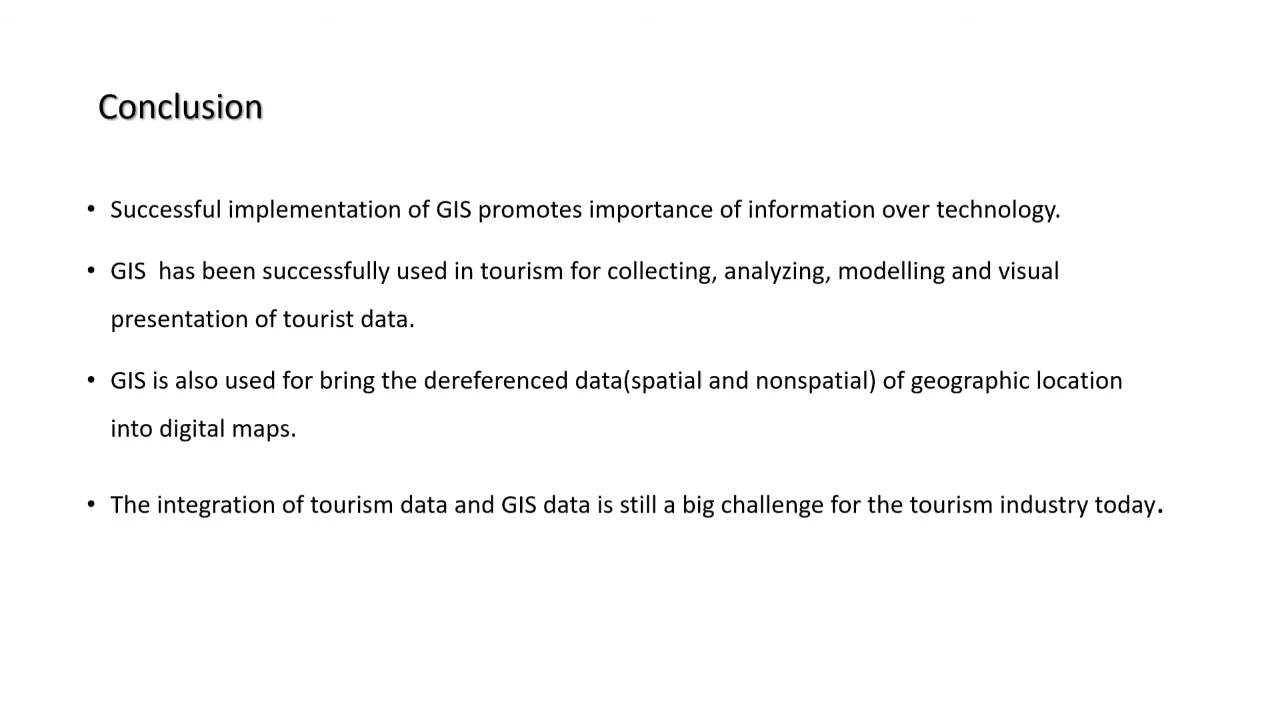 Conclusion
• Successful implementation of GIS promotes importance of information over technology.
• GIS  has been successfully used in tourism for collecting, analyzing, modelling and visual
presentation of tourist data.
• GIS is also used for bring the dereferenced data(spatial and nonspatial) of geographic location
into digital maps.
• The integration of tourism data and GIS data is still a big challenge for the tourism industry today.